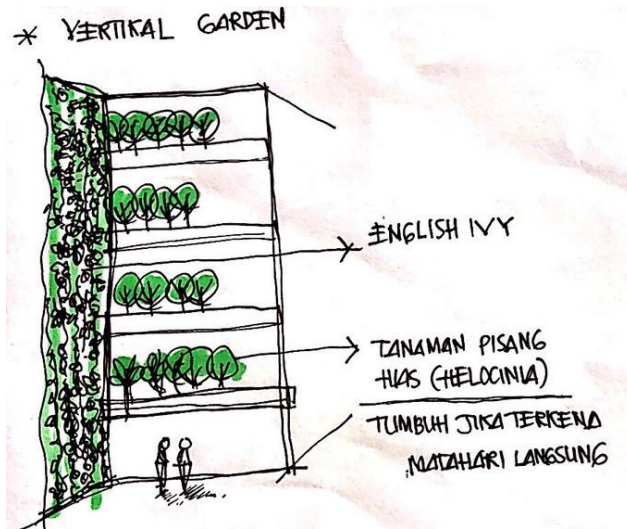 * VERTIKAL GARDEN
ENGLISH IVY
TANAMAN PISANG
HIAS (HELOCINIA)
TUMBUH JIKA TERKENA
MATAHARI LANGSUNG